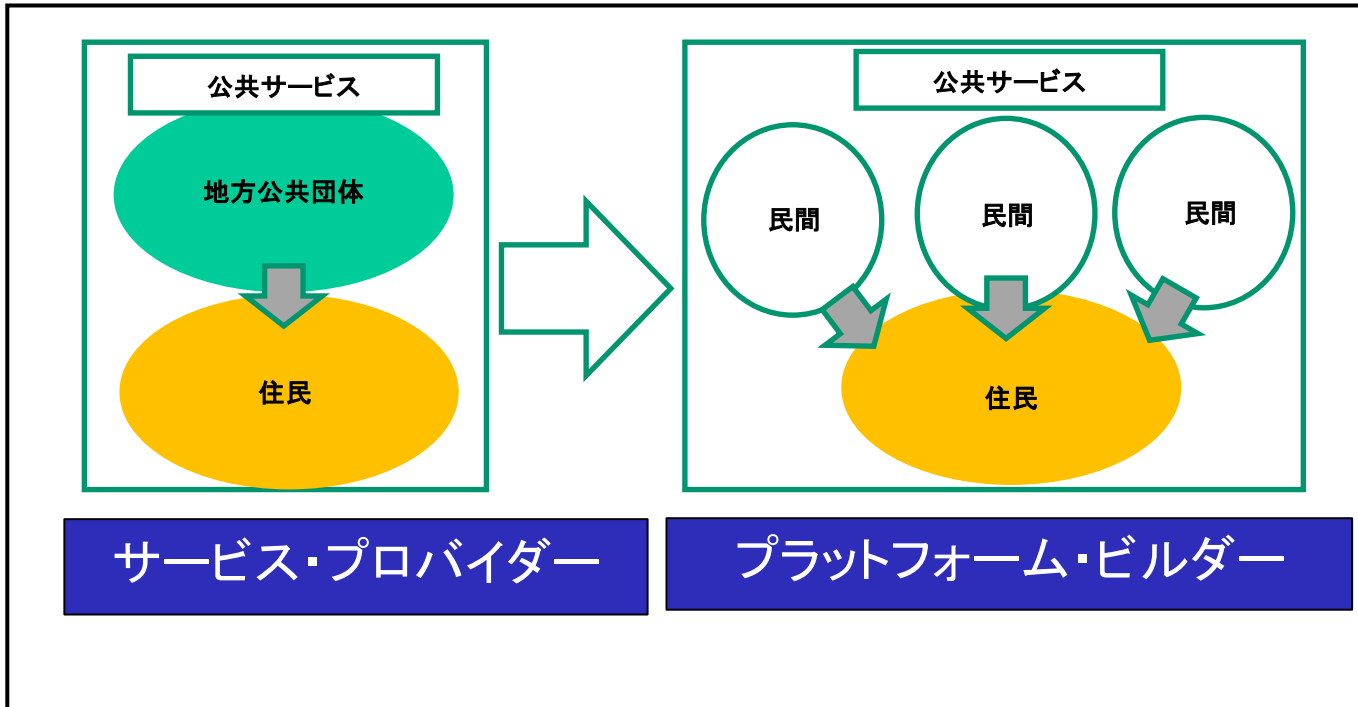 公共サービス
地方公共団体
住民
サービス・プロバイダー
公共サービス
民間
民間
民間
住民
プラットフォーム・ビルダー